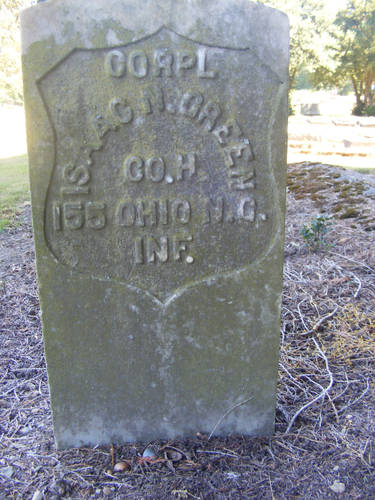 CORPL
ISAAC N. GREEN
CO. H.
155 OHIO N.G.
INF.